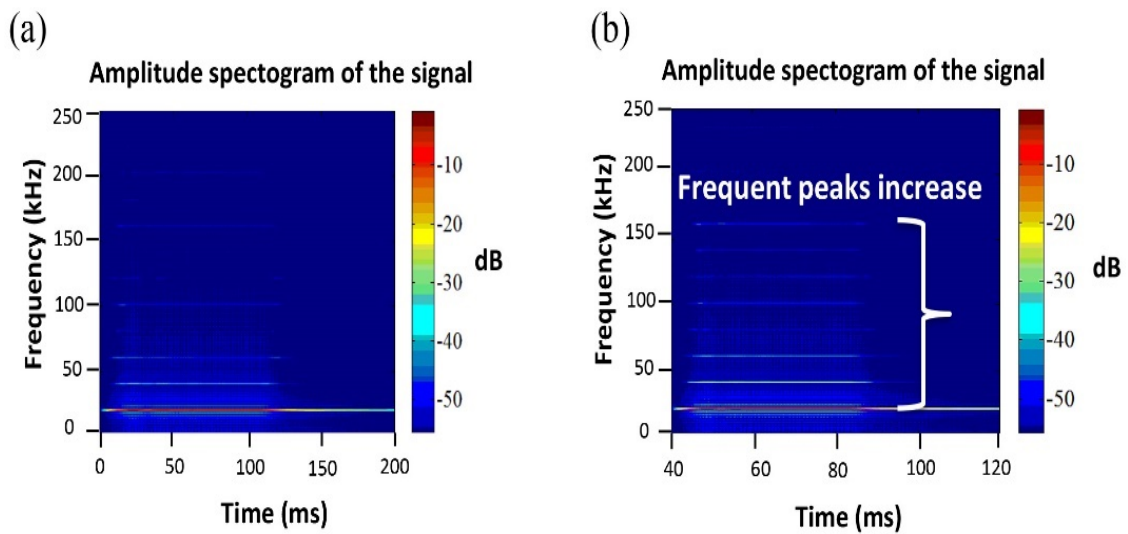 (a)
Amplitude spectogram of the signal
250
200
150
100
50
0
Frequency (kHz)
0 50 100 150 200
Time (ms)
-10
-20
-30
-40
-50
dB
(b)
Amplitude spectogram of the signal
250
200
150
100
50
0
Frequency (kHz)
Frequent peaks increase
40 60 80 100 120
Time (ms)
-10
-20
-30
-40
-50
dB